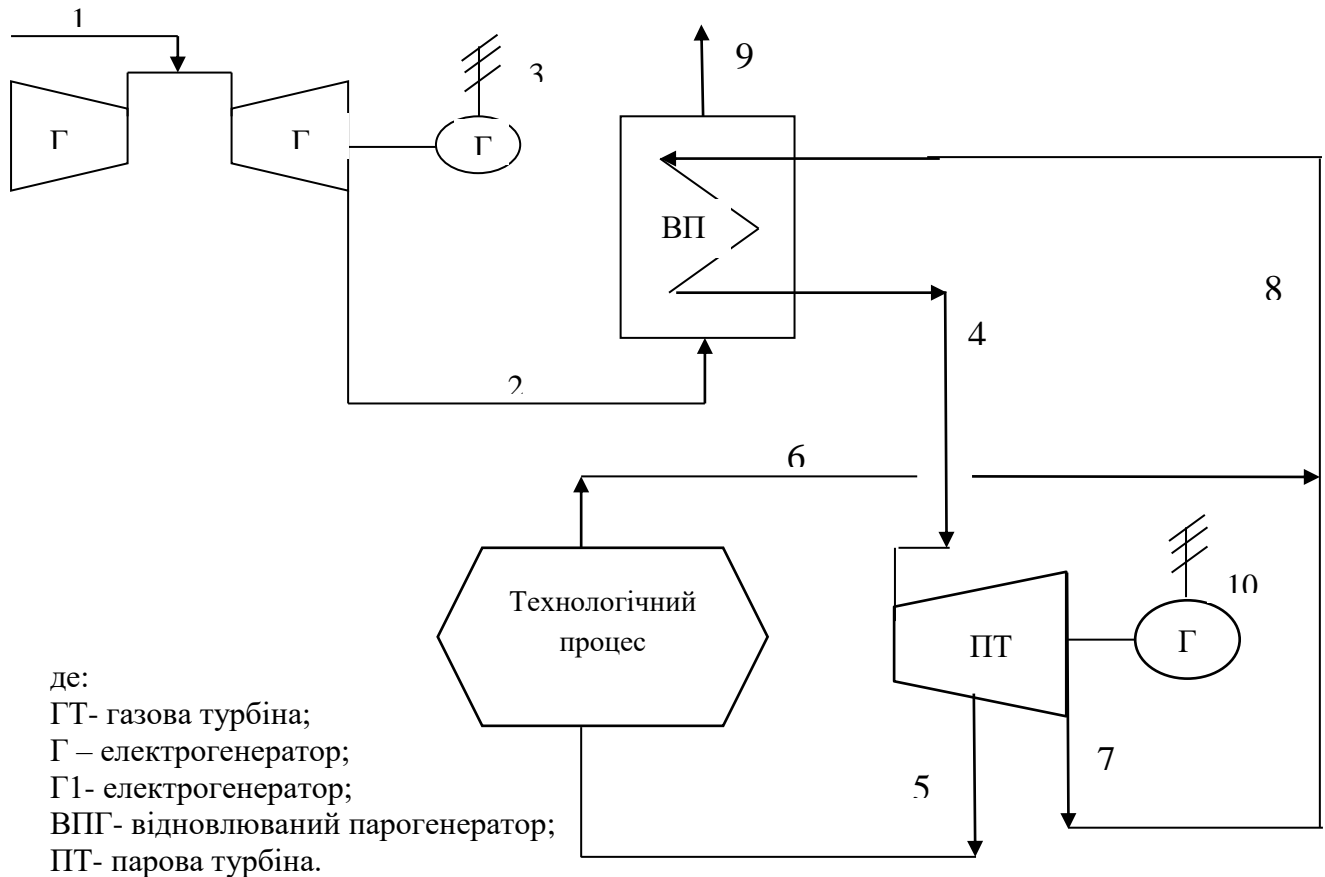 1
3
9
Г
Г
Г
ВП
8
4
2
6
10
Технологічний
процес
ПТ
Г
7
5
де:
ГТ- газова турбіна;
Г – електрогенератор;
Г1- електрогенератор;
ВПГ- відновлюваний парогенератор;
ПТ- парова турбіна.